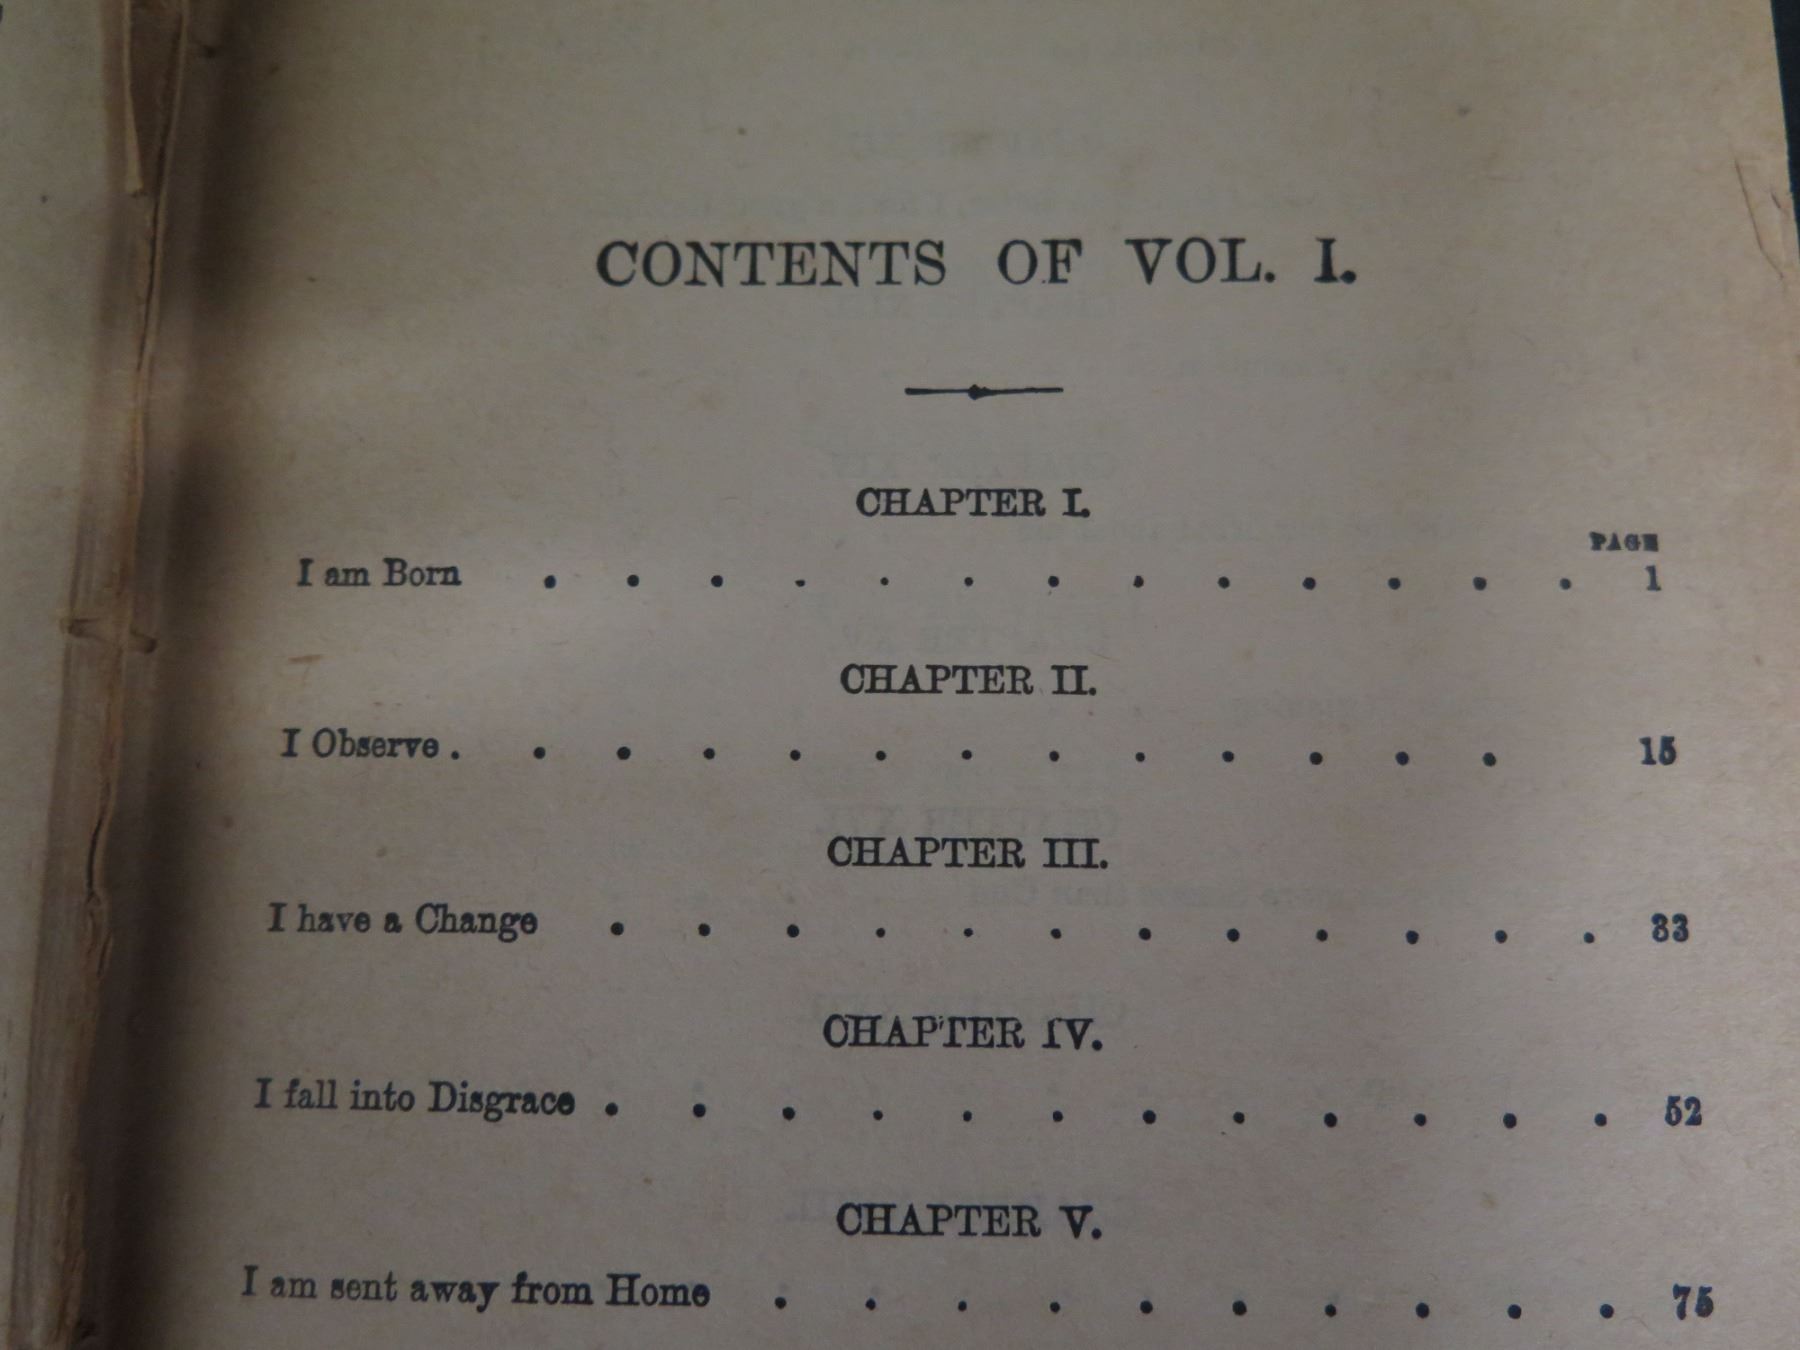 CONTENTS OF VOL. I.
CHAPTER I.
PAGE
I am Born . . . . . . . . . . . . . 1
CHAPTER II.
I Observe . . . . . . . . . . . . . 15
CHAPTER III.
I have a Change . . . . . . . . . . . . 33
CHAPTER IV.
I fall into Disgrace . . . . . . . . . . . . 52
CHAPTER V.
I am sent away from Home . . . . . . . . . . 75